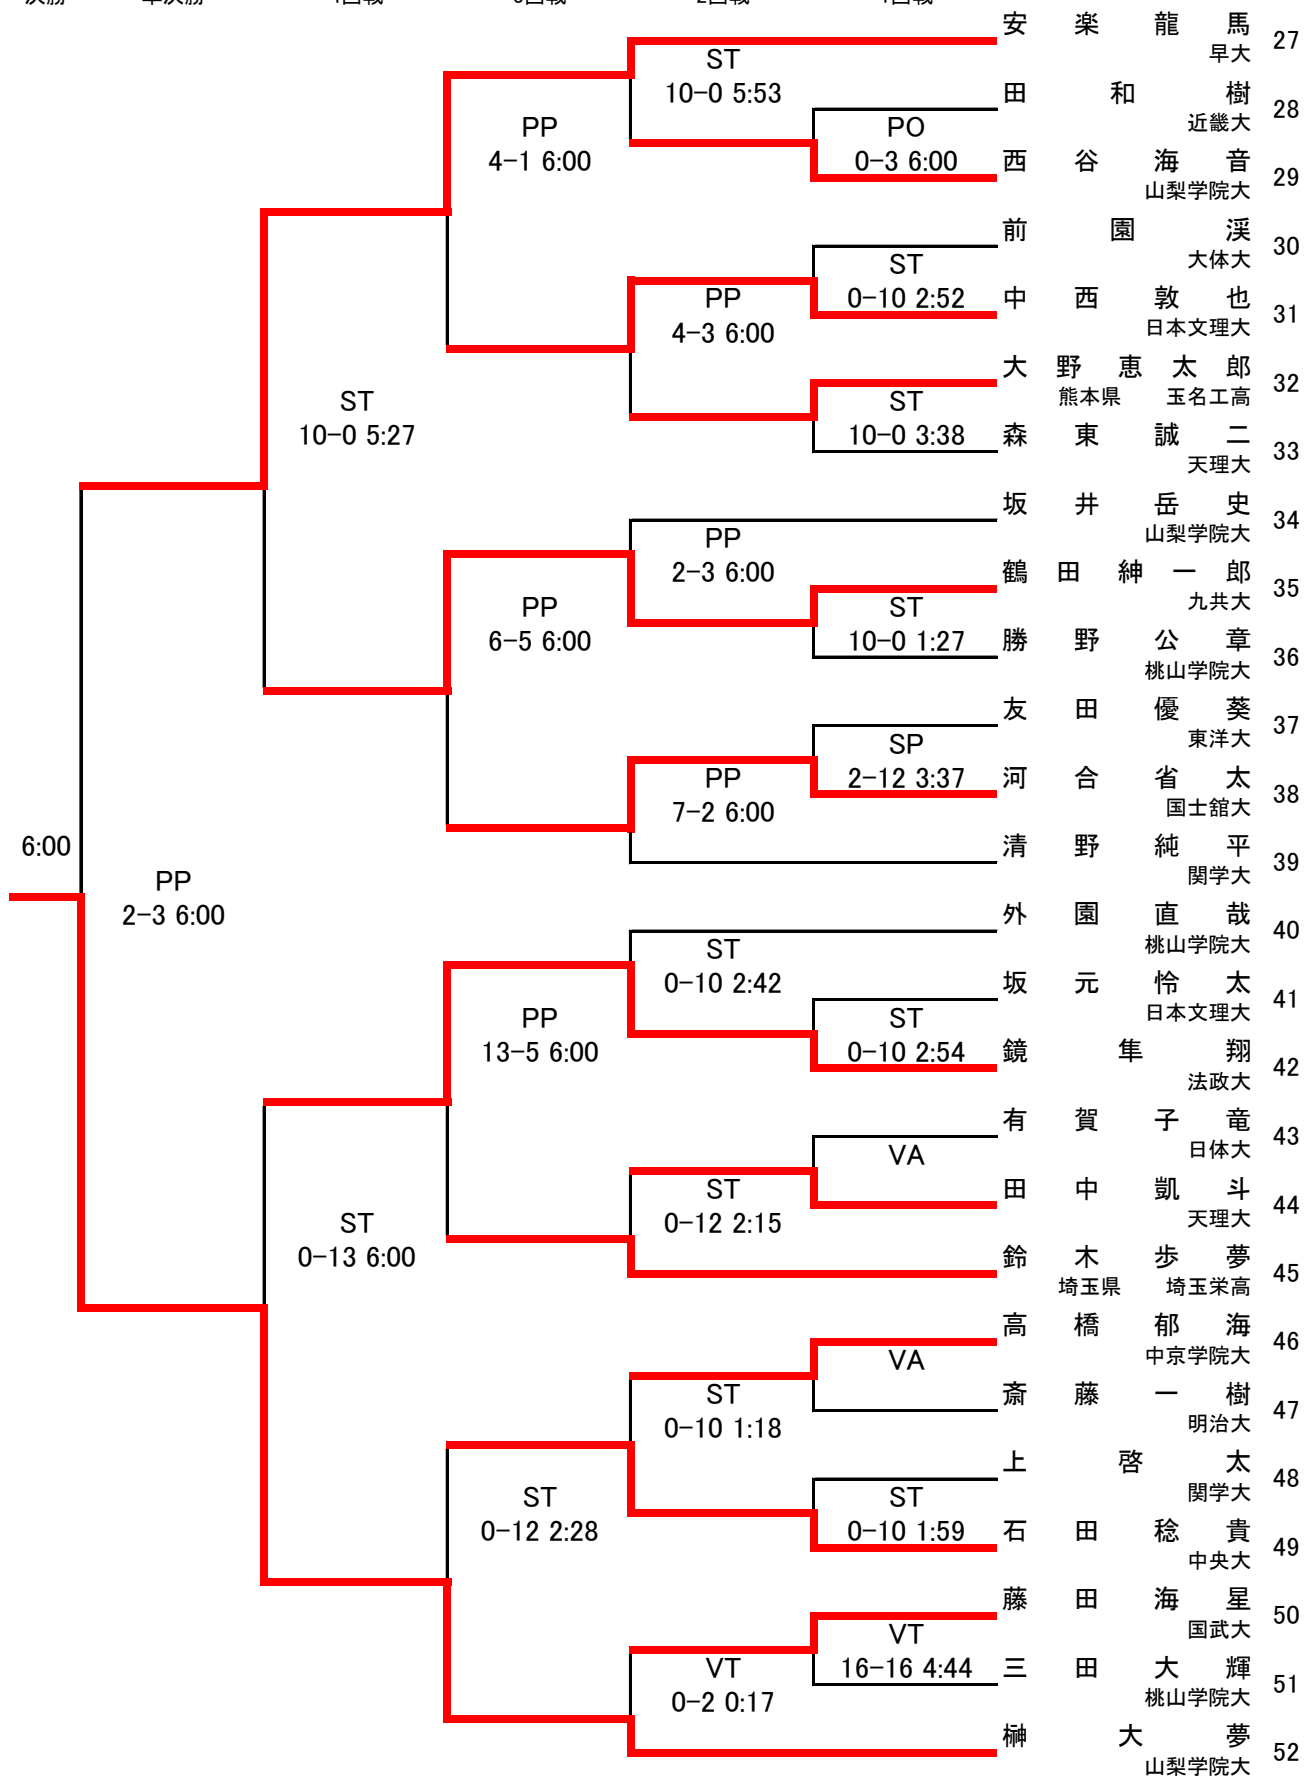 安楽龍馬 27
早大
ST
10-0 5:53
田和樹 28
近畿大
PP
4-1 6:00
PO
0-3 6:00
西谷海音 29
山梨学院大
前園渓 30
大体大
ST
0-10 2:52
中西敦也 31
日本文理大
PP
4-3 6:00
大野恵太郎 32
熊本県 玉名工高
ST
10-0 3:38
森東誠二 33
天理大
ST
10-0 5:27
坂井岳史 34
山梨学院大
PP
2-3 6:00
鶴田紳一郎 35
九共大
PP
6-5 6:00
ST
10-0 1:27
勝野公章 36
桃山学院大
友田優葵 37
東洋大
SP
2-12 3:37
河合省太 38
国士舘大
PP
7-2 6:00
清野純平 39
関学大
6:00
PP
2-3 6:00
外園直哉 40
桃山学院大
ST
0-10 2:42
坂元怜太 41
日本文理大
PP
13-5 6:00
ST
0-10 2:54
鏡隼翔 42
法政大
有賀子竜 43
日体大
VA
田中凱斗 44
天理大
ST
0-12 2:15
ST
0-13 6:00
鈴木歩夢 45
埼玉県 埼玉栄高
高橋郁海 46
中京学院大
VA
斎藤一樹 47
明治大
ST
0-10 1:18
上啓太 48
関学大
ST
0-12 2:28
ST
0-10 1:59
石田稔貴 49
中央大
藤田海星 50
国武大
VT
16-16 4:44
三田大輝 51
桃山学院大
VT
0-2 0:17
榊大夢 52
山梨学院大